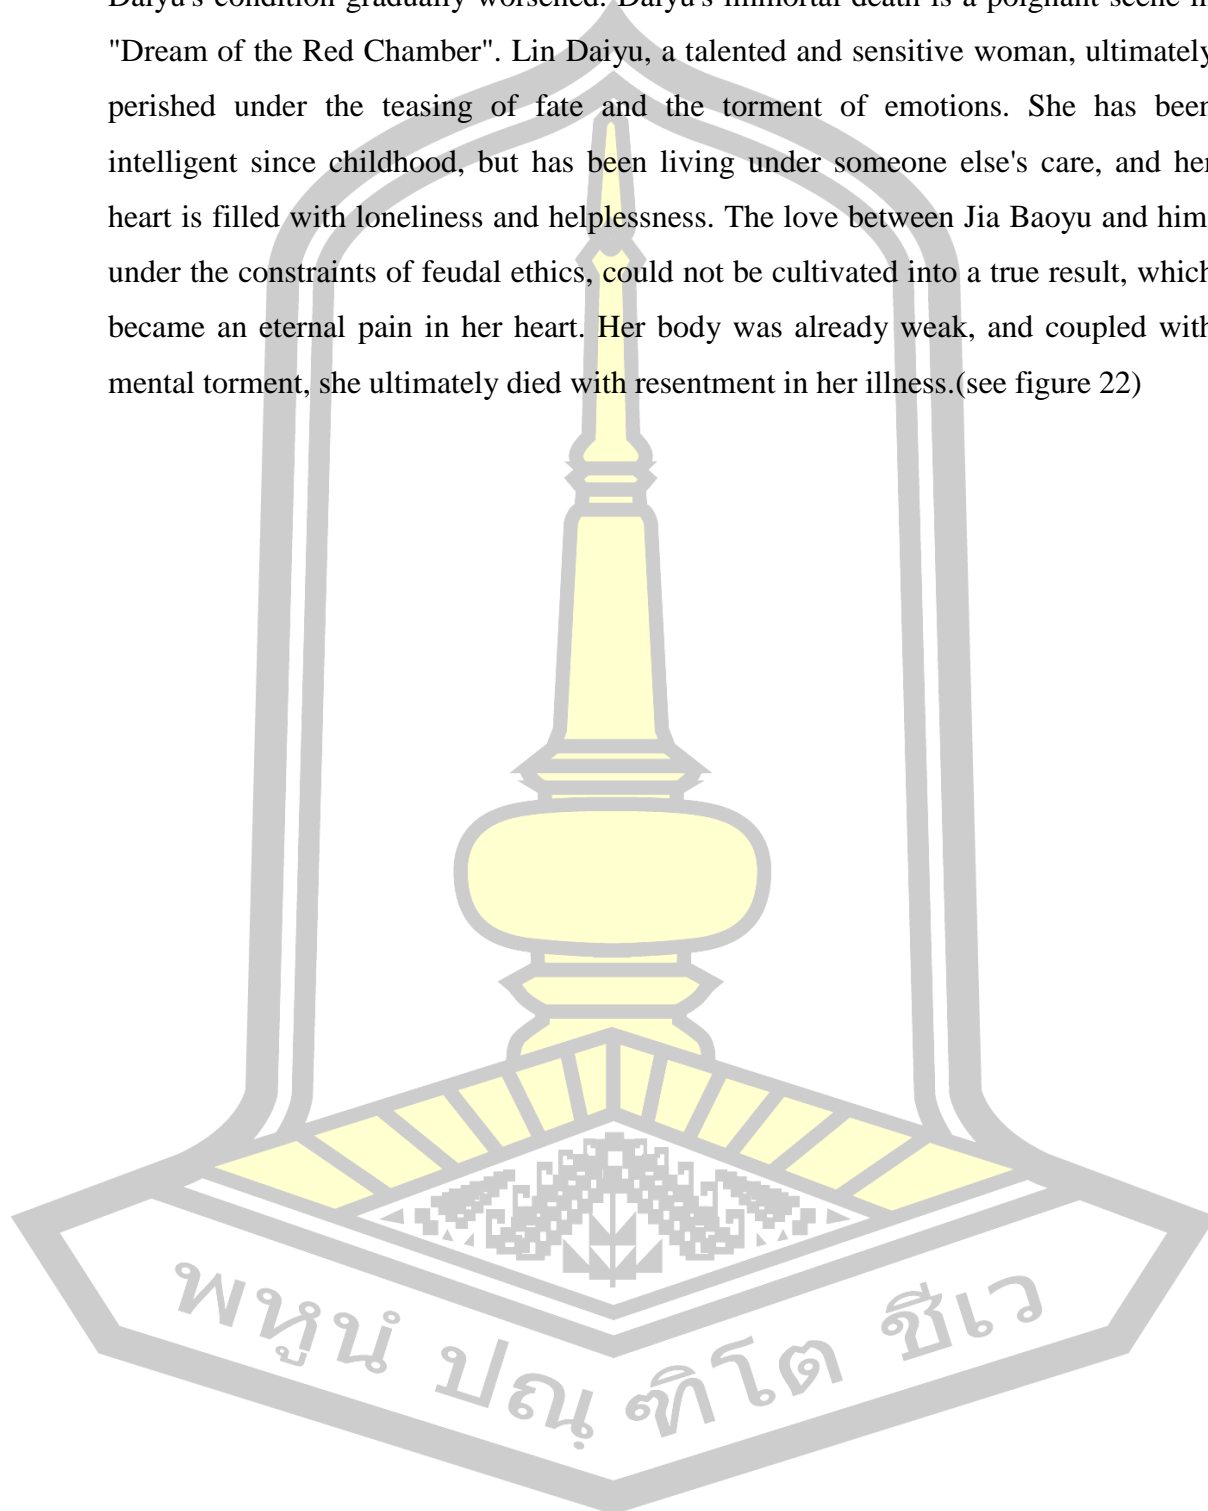 Daiyu's condition gradually worsened. Daiyu's immortal death is a poignant scene in
"Dream of the Red Chamber". Lin Daiyu, a talented and sensitive woman, ultimately
perished under the teasing of fate and the torment of emotions. She has been
intelligent since childhood, but has been living under someone else's care, and her
heart is filled with loneliness and helplessness. The love between Jia Baoyu and him
under the constraints of feudal ethics, could not be cultivated into a true result, which
became an eternal pain in her heart. Her body was already weak, and coupled with
mental torment, she ultimately died with resentment in her illness.(see figure 22)
พหูนํ ปณฺฑิโต ชีเว